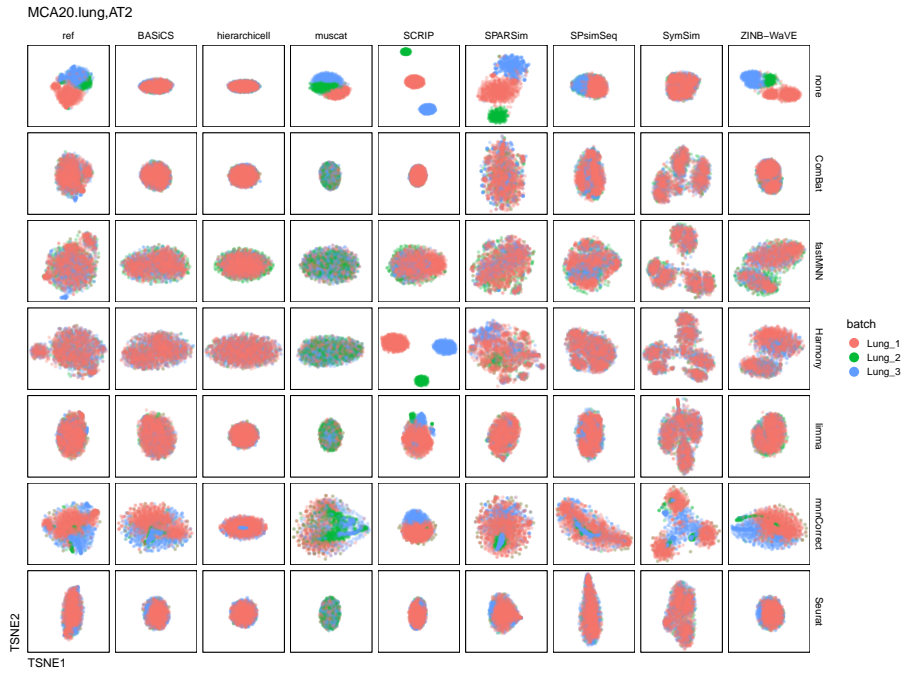 MCA20.lung,AT2
ref BASiCS hierarchicell muscat SCRIP SPARSim SPsimSeq SymSim ZINB−WaVE
none
ComBat
fastMNN
Harmony
limma
mnnCorrect
Seurat
batch
Lung_1
Lung_2
Lung_3
TSNE2
TSNE1